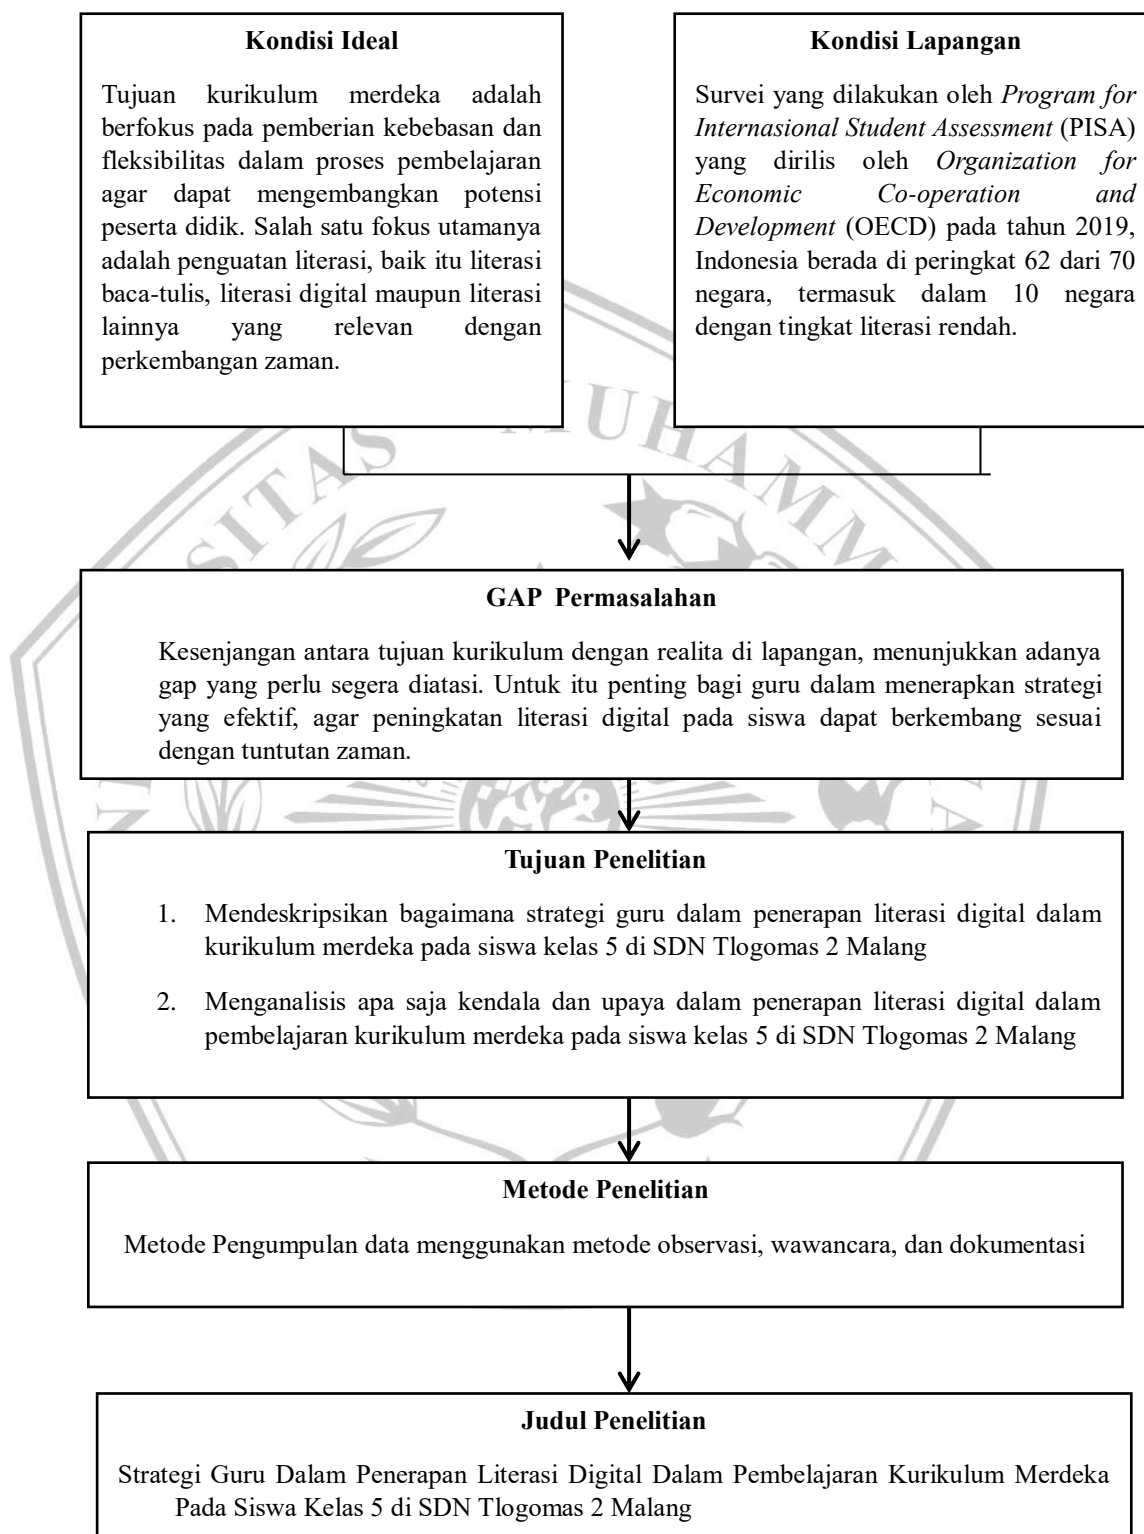 Kondisi Ideal
Tujuan kurikulum merdeka adalah
berfokus pada pemberian kebebasan dan
fleksibilitas dalam proses pembelajaran
agar dapat mengembangkan potensi
peserta didik. Salah satu fokus utamanya
adalah penguatan literasi, baik itu literasi
baca-tulis, literasi digital maupun literasi
lainnya yang relevan dengan
perkembangan zaman.
Kondisi Lapangan
Survei yang dilakukan oleh Program for
Internasional Student Assessment (PISA)
yang dirilis oleh Organization for
Economic Co-operation and
Development (OECD) pada tahun 2019,
Indonesia berada di peringkat 62 dari 70
negara, termasuk dalam 10 negara
dengan tingkat literasi rendah.
GAP Permasalahan
Kesenjangan antara tujuan kurikulum dengan realita di lapangan, menunjukkan adanya
gap yang perlu segera diatasi. Untuk itu penting bagi guru dalam menerapkan strategi
yang efektif, agar peningkatan literasi digital pada siswa dapat berkembang sesuai
dengan tuntutan zaman.
Tujuan Penelitian
1. Mendeskripsikan bagaimana strategi guru dalam penerapan literasi digital dalam
kurikulum merdeka pada siswa kelas 5 di SDN Tlogomas 2 Malang
2. Menganalisis apa saja kendala dan upaya dalam penerapan literasi digital dalam
pembelajaran kurikulum merdeka pada siswa kelas 5 di SDN Tlogomas 2 Malang
Metode Penelitian
Metode Pengumpulan data menggunakan metode observasi, wawancara, dan dokumentasi
Judul Penelitian
Strategi Guru Dalam Penerapan Literasi Digital Dalam Pembelajaran Kurikulum Merdeka
Pada Siswa Kelas 5 di SDN Tlogomas 2 Malang